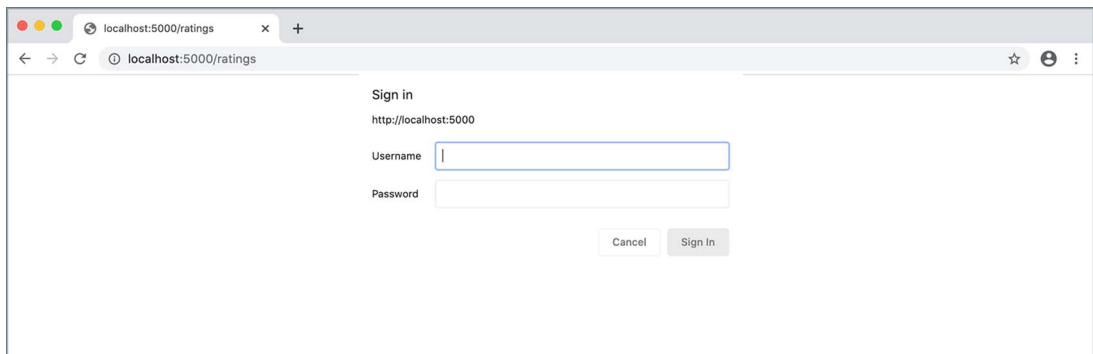 localhost:5000/ratings
localhost:5000/ratings
Sign in
http://localhost:5000
Username
Password
Cancel Sign In